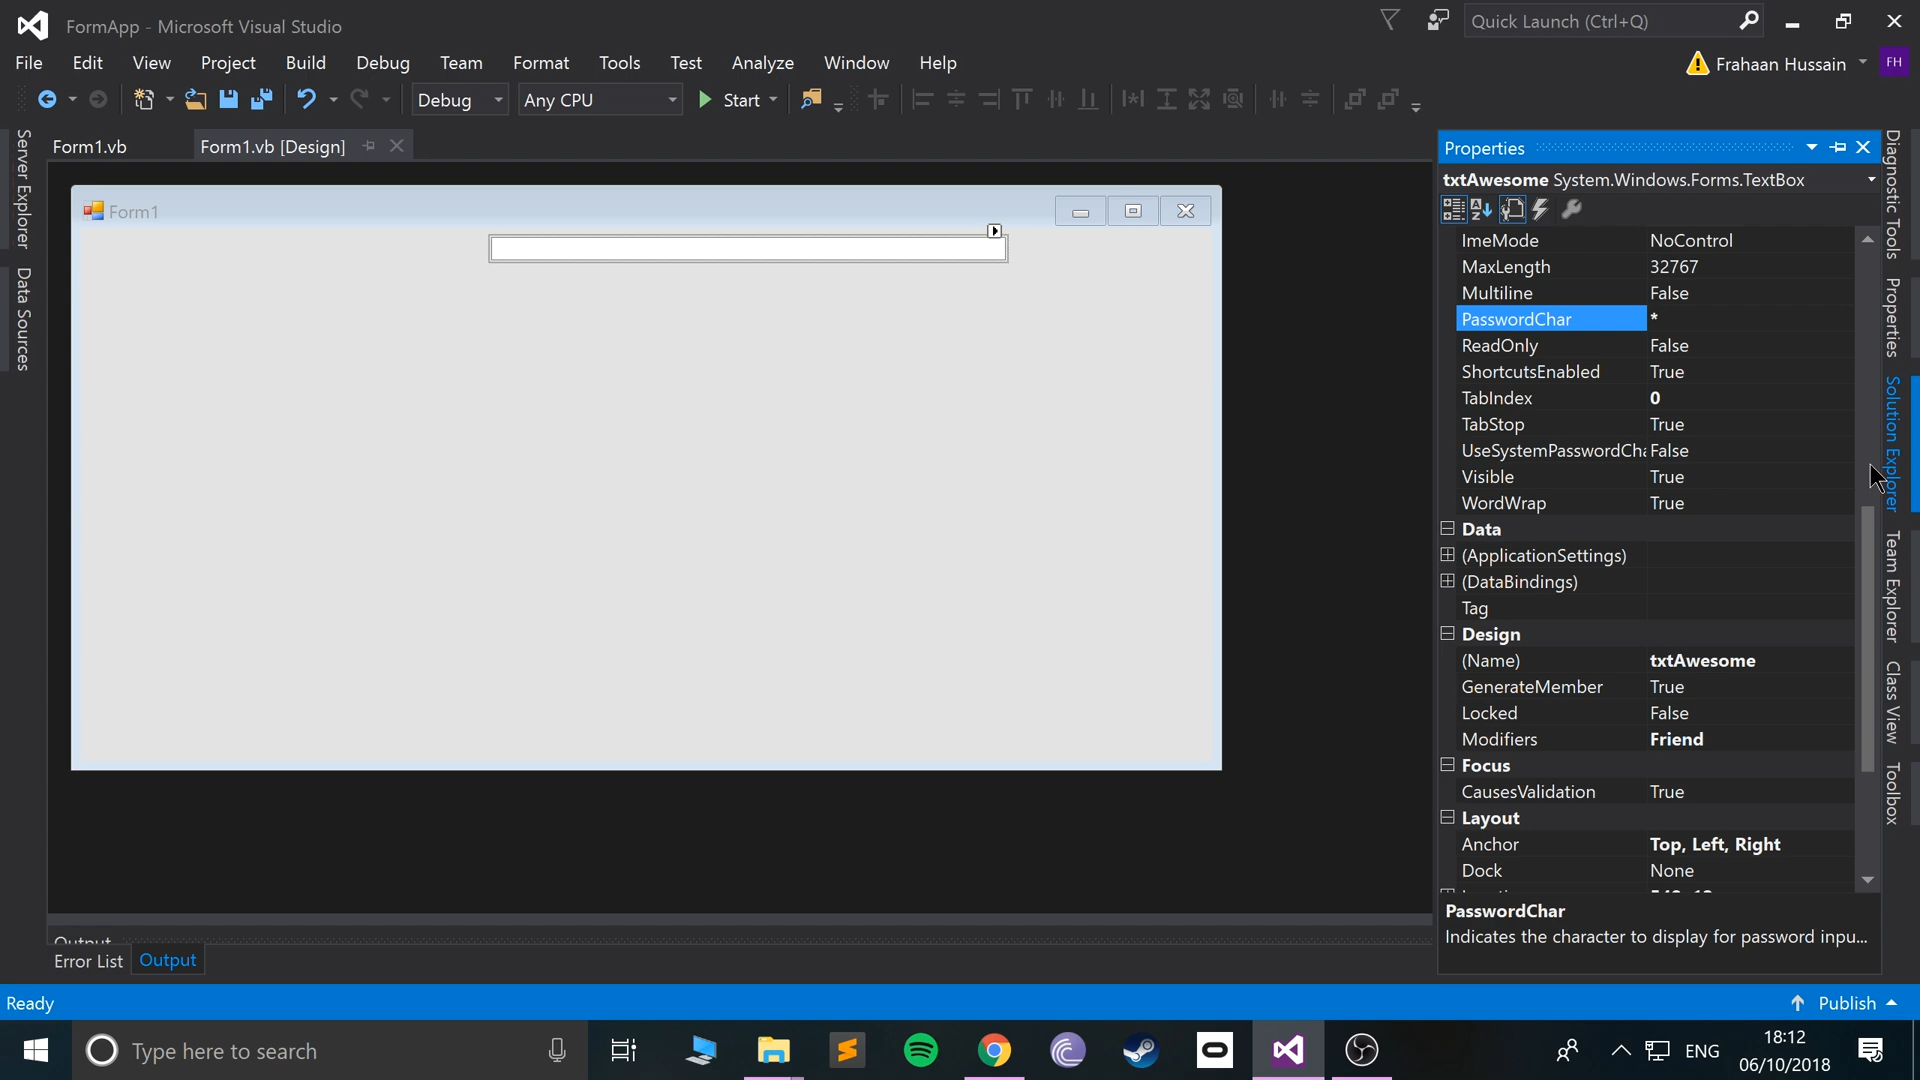 FormApp - Microsoft Visual Studio
Quick Launch (Ctrl+Q)
File Edit View Project Build Debug Team Format Tools Test Analyze Window Help
Frahaan Hussain FH
Debug Any CPU Start
Form1.vb Form1.vb [Design]
Server Explorer
Data Sources
Form1
Properties
txtAwesome System.Windows.Forms.TextBox
ImeMode NoControl
MaxLength 32767
Multiline False
PasswordChar *
ReadOnly False
ShortcutsEnabled True
TabIndex 0
TabStop True
UseSystemPasswordCha False
Visible True
WordWrap True
Data
(ApplicationSettings)
(DataBindings)
Tag
Design
(Name) txtAwesome
GenerateMember True
Locked False
Modifiers Friend
Focus
CausesValidation True
Layout
Anchor Top, Left, Right
Dock None
PasswordChar
Indicates the character to display for password inpu...
Diagnostic Tools
Properties
Solution Explorer
Team Explorer
Class View
Toolbox
Output
Error List Output
Ready
Publish
Type here to search
ENG
18:12
06/10/2018